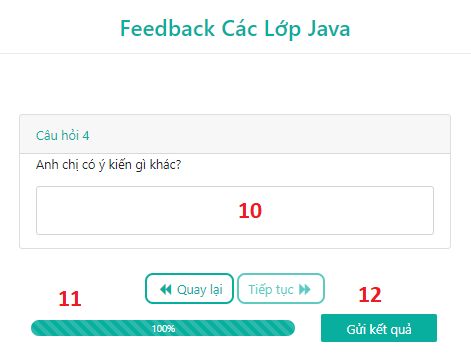 Feedback Các Lớp Java
Câu hỏi 4
Anh chị có ý kiến gì khác?
10
Quay lại
Tiếp tục
11
12
100%
Gửi kết quả